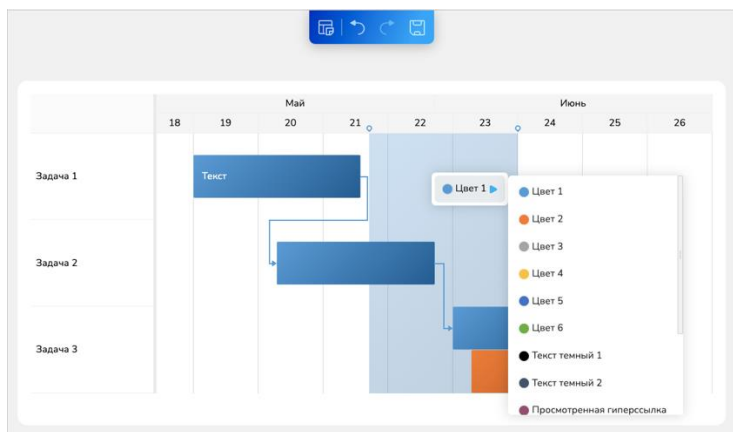 Май Июнь
18 19 20 21 22 23 24 25 26
Задача 1
Текст
Цвет 1
Цвет 1
Цвет 2
Цвет 3
Задача 2
Цвет 4
Цвет 5
Цвет 6
Задача 3
Текст темный 1
Текст темный 2
Просмотренная гиперссылка